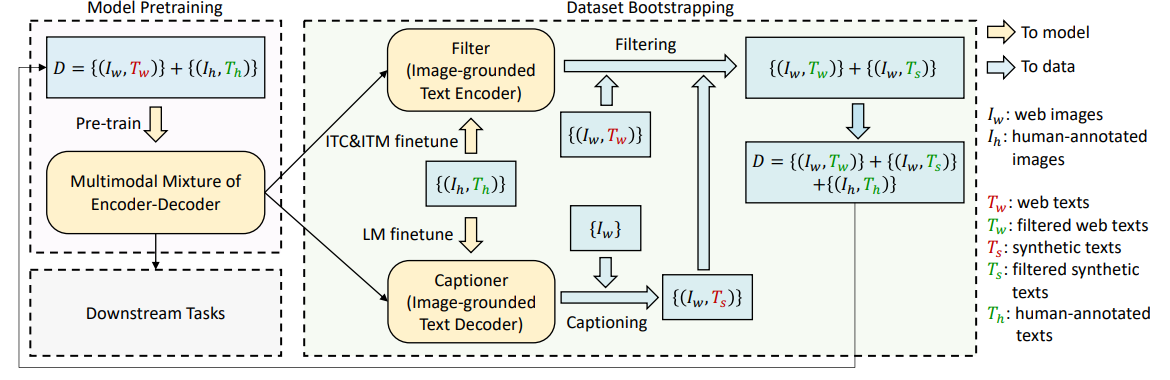 Model Pretraining
D = {(I_w, T_w)} + {(I_h, T_h)}
Pre-train
Multimodal Mixture of
Encoder-Decoder
Downstream Tasks
Dataset Bootstrapping
Filter
(Image-grounded
Text Encoder)
ITC&ITM finetune
{(I_h, T_h)}
LM finetune
Captioner
(Image-grounded
Text Decoder)
Filtering
{(I_w, T_w)}
{I_w}
Captioning
{(I_w, T_s)}
{(I_w, T_w)} + {(I_w, T_s)}
D = {(I_w, T_w)} + {(I_w, T_s)}
+{(I_h, T_h)}
To model
To data
I_w: web images
I_h: human-annotated
images
T_w: web texts
T_w: filtered web texts
T_s: synthetic texts
T_s: filtered synthetic
texts
T_h: human-annotated
texts